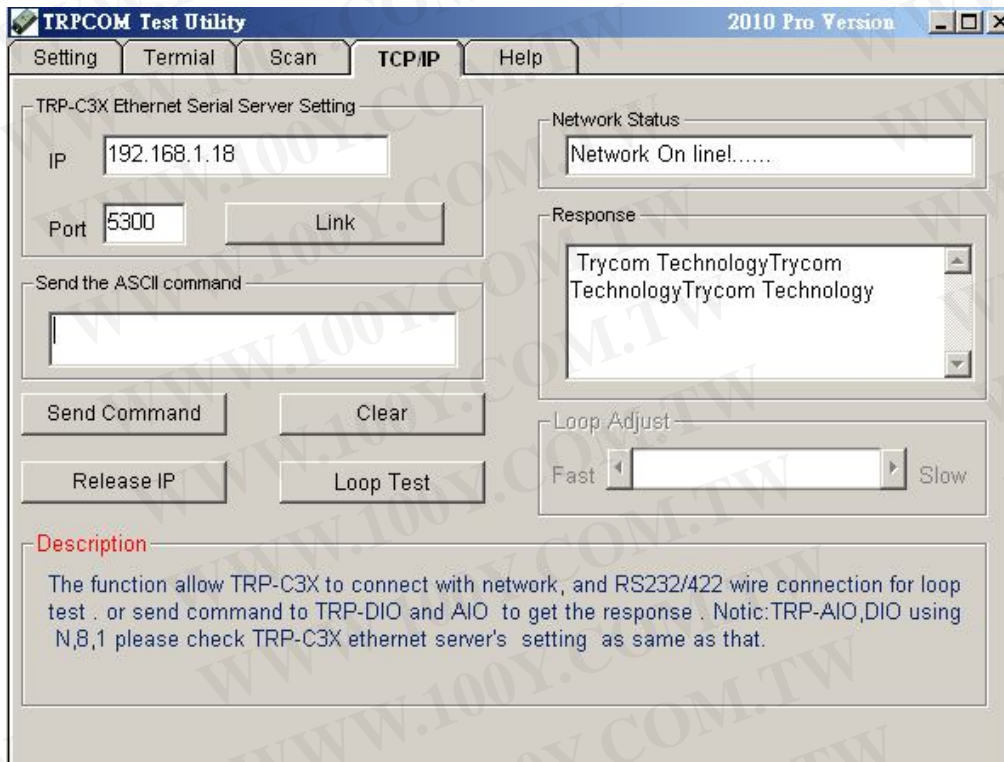 TRPCOM Test Utility 2010 Pro Version
Setting Termial Scan TCP/IP Help
TRP-C3X Ethernet Serial Server Setting
IP 192.168.1.18
Port 5300 Link
Send the ASCII command
Send Command Clear
Release IP Loop Test
Network Status
Network On line!......
Response
Trycom TechnologyTrycom
TechnologyTrycom Technology
Loop Adjust
Fast Slow
Description
The function allow TRP-C3X to connect with network, and RS232/422 wire connection for loop
test . or send command to TRP-DIO and AIO to get the response . Notic:TRP-AIO,DIO using
N,8,1 please check TRP-C3X ethernet server's setting as same as that.
WWW.100Y.COM.TW